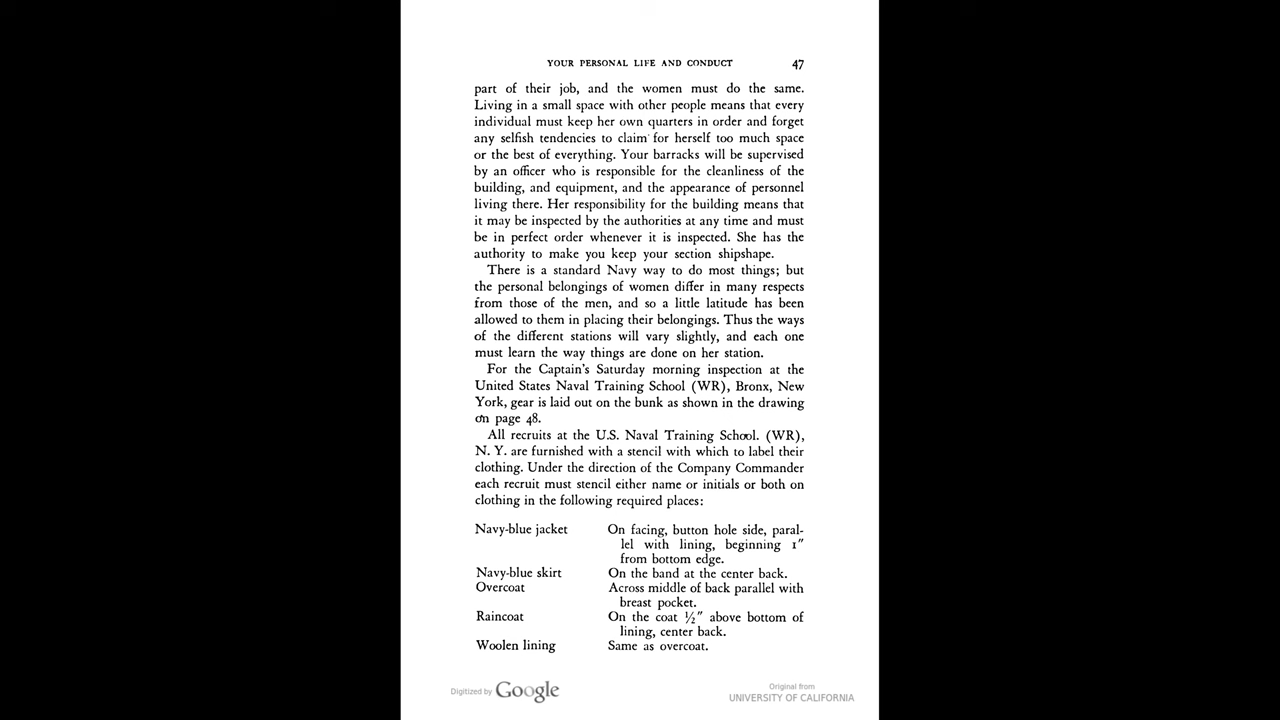 YOUR PERSONAL LIFE AND CONDUCT 47
part of their job, and the women must do the same.
Living in a small space with other people means that every
individual must keep her own quarters in order and forget
any selfish tendencies to claim for herself too much space
or the best of everything. Your barracks will be supervised
by an officer who is responsible for the cleanliness of the
building, and equipment, and the appearance of personnel
living there. Her responsibility for the building means that
it may be inspected by the authorities at any time and must
be in perfect order whenever it is inspected. She has the
authority to make you keep your section shipshape.
There is a standard Navy way to do most things; but
the personal belongings of women differ in many respects
from those of the men, and so a little latitude has been
allowed to them in placing their belongings. Thus the ways
of the different stations will vary slightly, and each one
must learn the way things are done on her station.
For the Captain's Saturday morning inspection at the
United States Naval Training School (WR), Bronx, New
York, gear is laid out on the bunk as shown in the drawing
on page 48.
All recruits at the U.S. Naval Training School. (WR),
N. Y. are furnished with a stencil with which to label their
clothing. Under the direction of the Company Commander
each recruit must stencil either name or initials or both on
clothing in the following required places:
Navy-blue jacket On facing, button hole side, paral-
lel with lining, beginning 1"
from bottom edge.
Navy-blue skirt On the band at the center back.
Overcoat Across middle of back parallel with
breast pocket.
Raincoat On the coat ½" above bottom of
lining, center back.
Woolen lining Same as overcoat.
Digitized by Google
Original from
UNIVERSITY OF CALIFORNIA